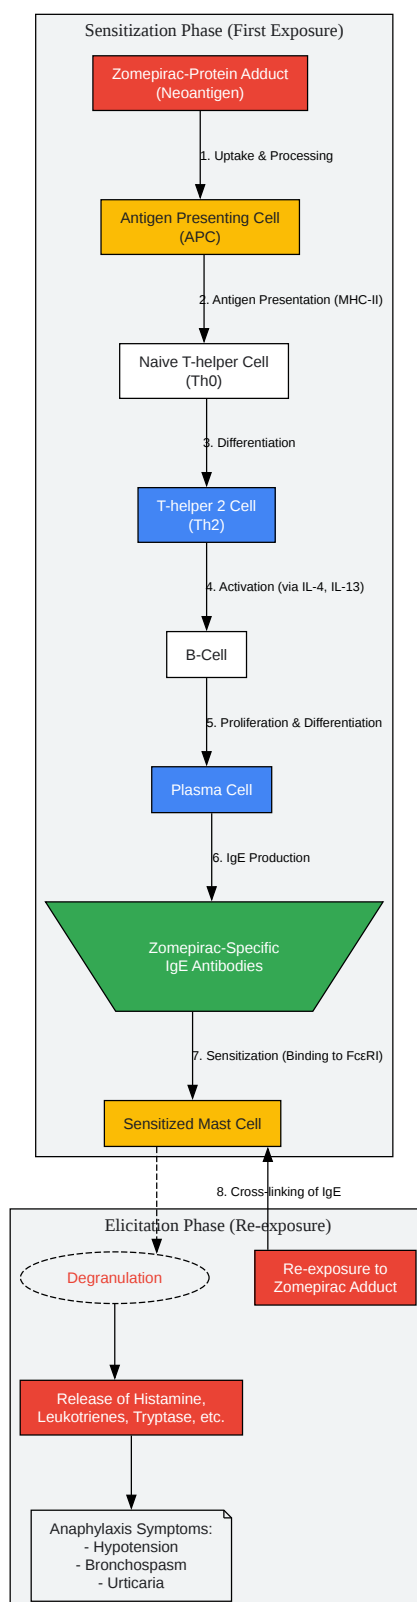 Sensitization Phase (First Exposure)
Zomepirac-Protein Adduct
(Neoantigen)
1. Uptake & Processing
Antigen Presenting Cell
(APC)
2. Antigen Presentation (MHC-II)
Naive T-helper Cell
(Th0)
3. Differentiation
T-helper 2 Cell
(Th2)
4. Activation (via IL-4, IL-13)
B-Cell
5. Proliferation & Differentiation
Plasma Cell
6. IgE Production
Zomepirac-Specific
IgE Antibodies
7. Sensitization (Binding to FcεRI)
Sensitized Mast Cell
8. Cross-linking of IgE
Elicitation Phase (Re-exposure)
Degranulation
Re-exposure to
Zomepirac Adduct
Release of Histamine,
Leukotrienes, Tryptase, etc.
Anaphylaxis Symptoms:
- Hypotension
- Bronchospasm
- Urticaria